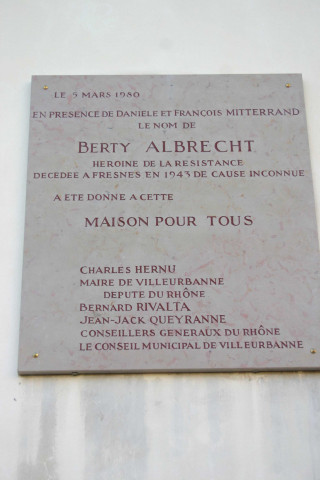 LE 5 MARS 1980
EN PRESENCE DE DANIELE ET FRANÇOIS MITTERRAND
LE NOM DE
BERTY ALBRECHT
HEROINE DE LA RESISTANCE
DECEDEE A FRESNES EN 1943 DE CAUSE INCONNUE
A ETE DONNE A CETTE
MAISON POUR TOUS
CHARLES HERNU
MAIRE DE VILLEURBANNE
DEPUTE DU RHÔNE
BERNARD RIVALTA
JEAN-JACK QUEYRANNE
CONSEILLERS GENERAUX DU RHÔNE
LE CONSEIL MUNICIPAL DE VILLEURBANNE